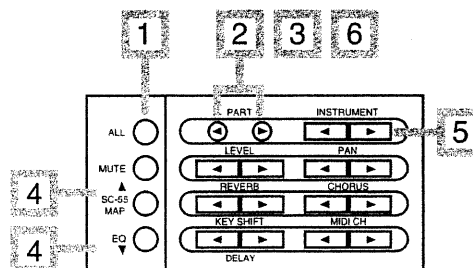 1 2 3 6
PART INSTRUMENT
ALL
5
LEVEL PAN
MUTE
4
SC-55
MAP
REVERB CHORUS
4
EQ
KEY SHIFT MIDI CH
DELAY